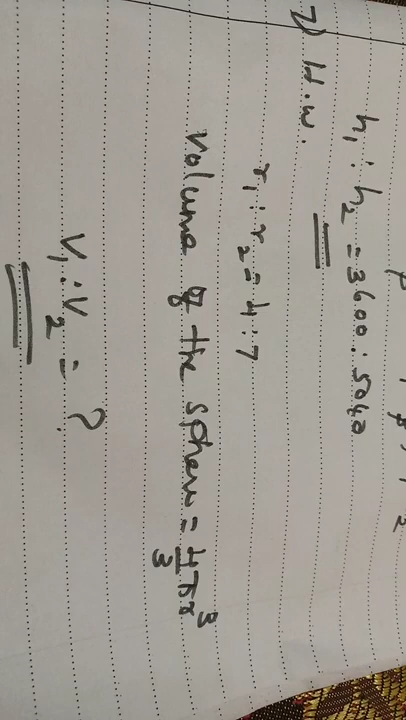 h₁ : h₂ = 3600 : 5040
7) H.W.
r₁ : r₂ = 4 : 7
Volume of the sphere = 4/3 πr³
V₁ : V₂ = ?